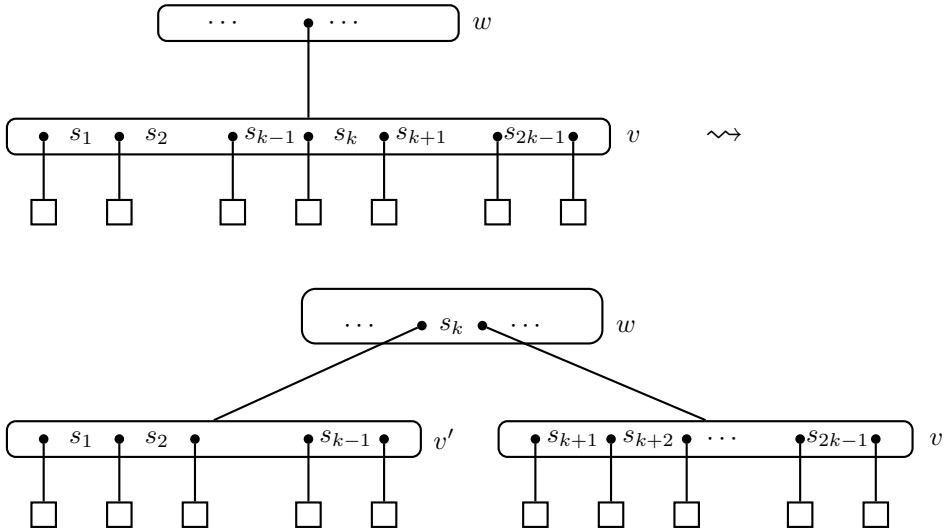 ⋯ ⋯ w
s₁ s₂ sₖ₋₁ sₖ sₖ₊₁ s₂ₖ₋₁ v ⇝
⋯ sₖ ⋯ w
s₁ s₂ sₖ₋₁ v′ sₖ₊₁ sₖ₊₂ ⋯ s₂ₖ₋₁ v